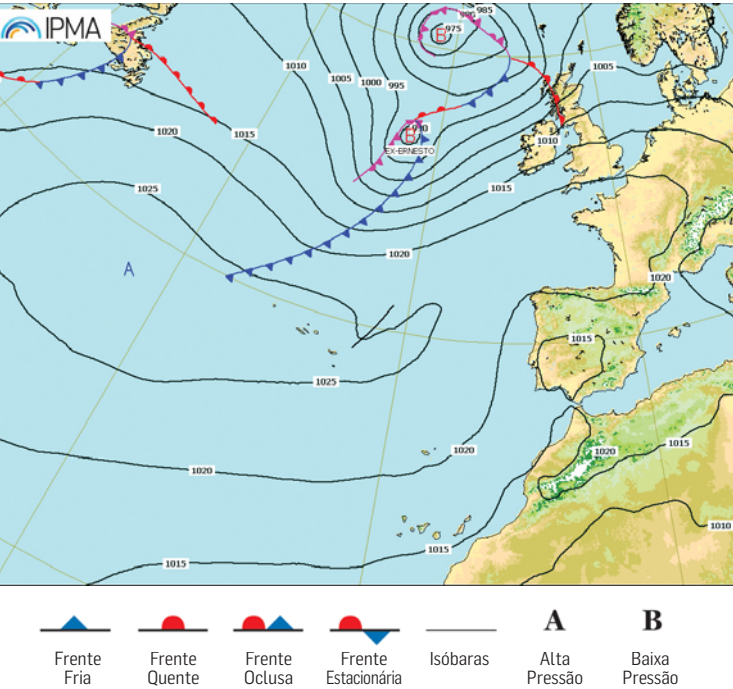 IPMA
985
980
B
975
1010
1005
1000
995
1005
990
B
EX-ERNESTO
1020
1015
1010
1025
1015
1020
A
1020
1015
1025
1020
1020
1015
1020
1010
1015
1015
A
B
Frente
Fria
Frente
Quente
Frente
Oclusa
Frente
Estacionária
Isóbaras
Alta
Pressão
Baixa
Pressão